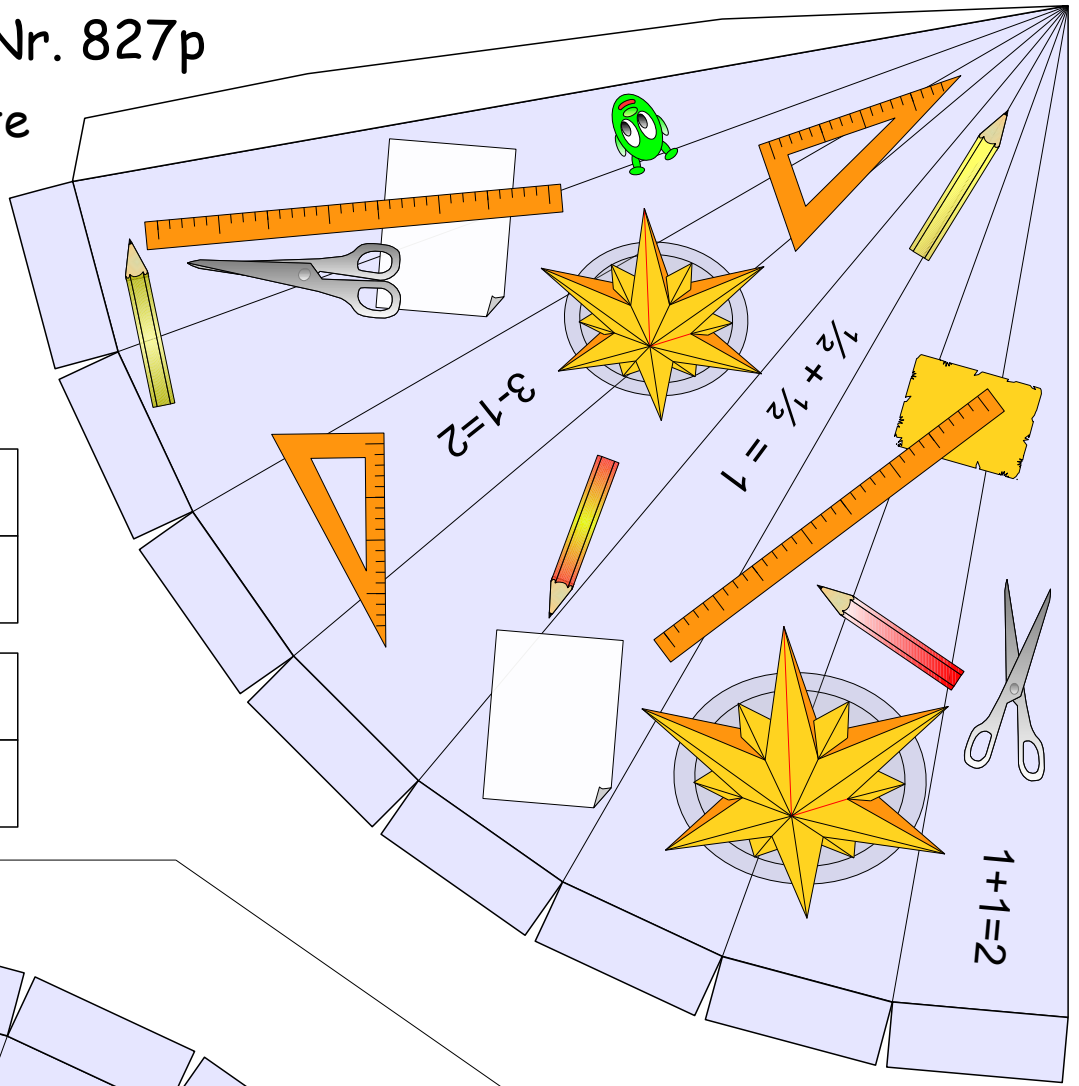 Nr. 827p
3-1=2
½+½ = 1
1+1=2